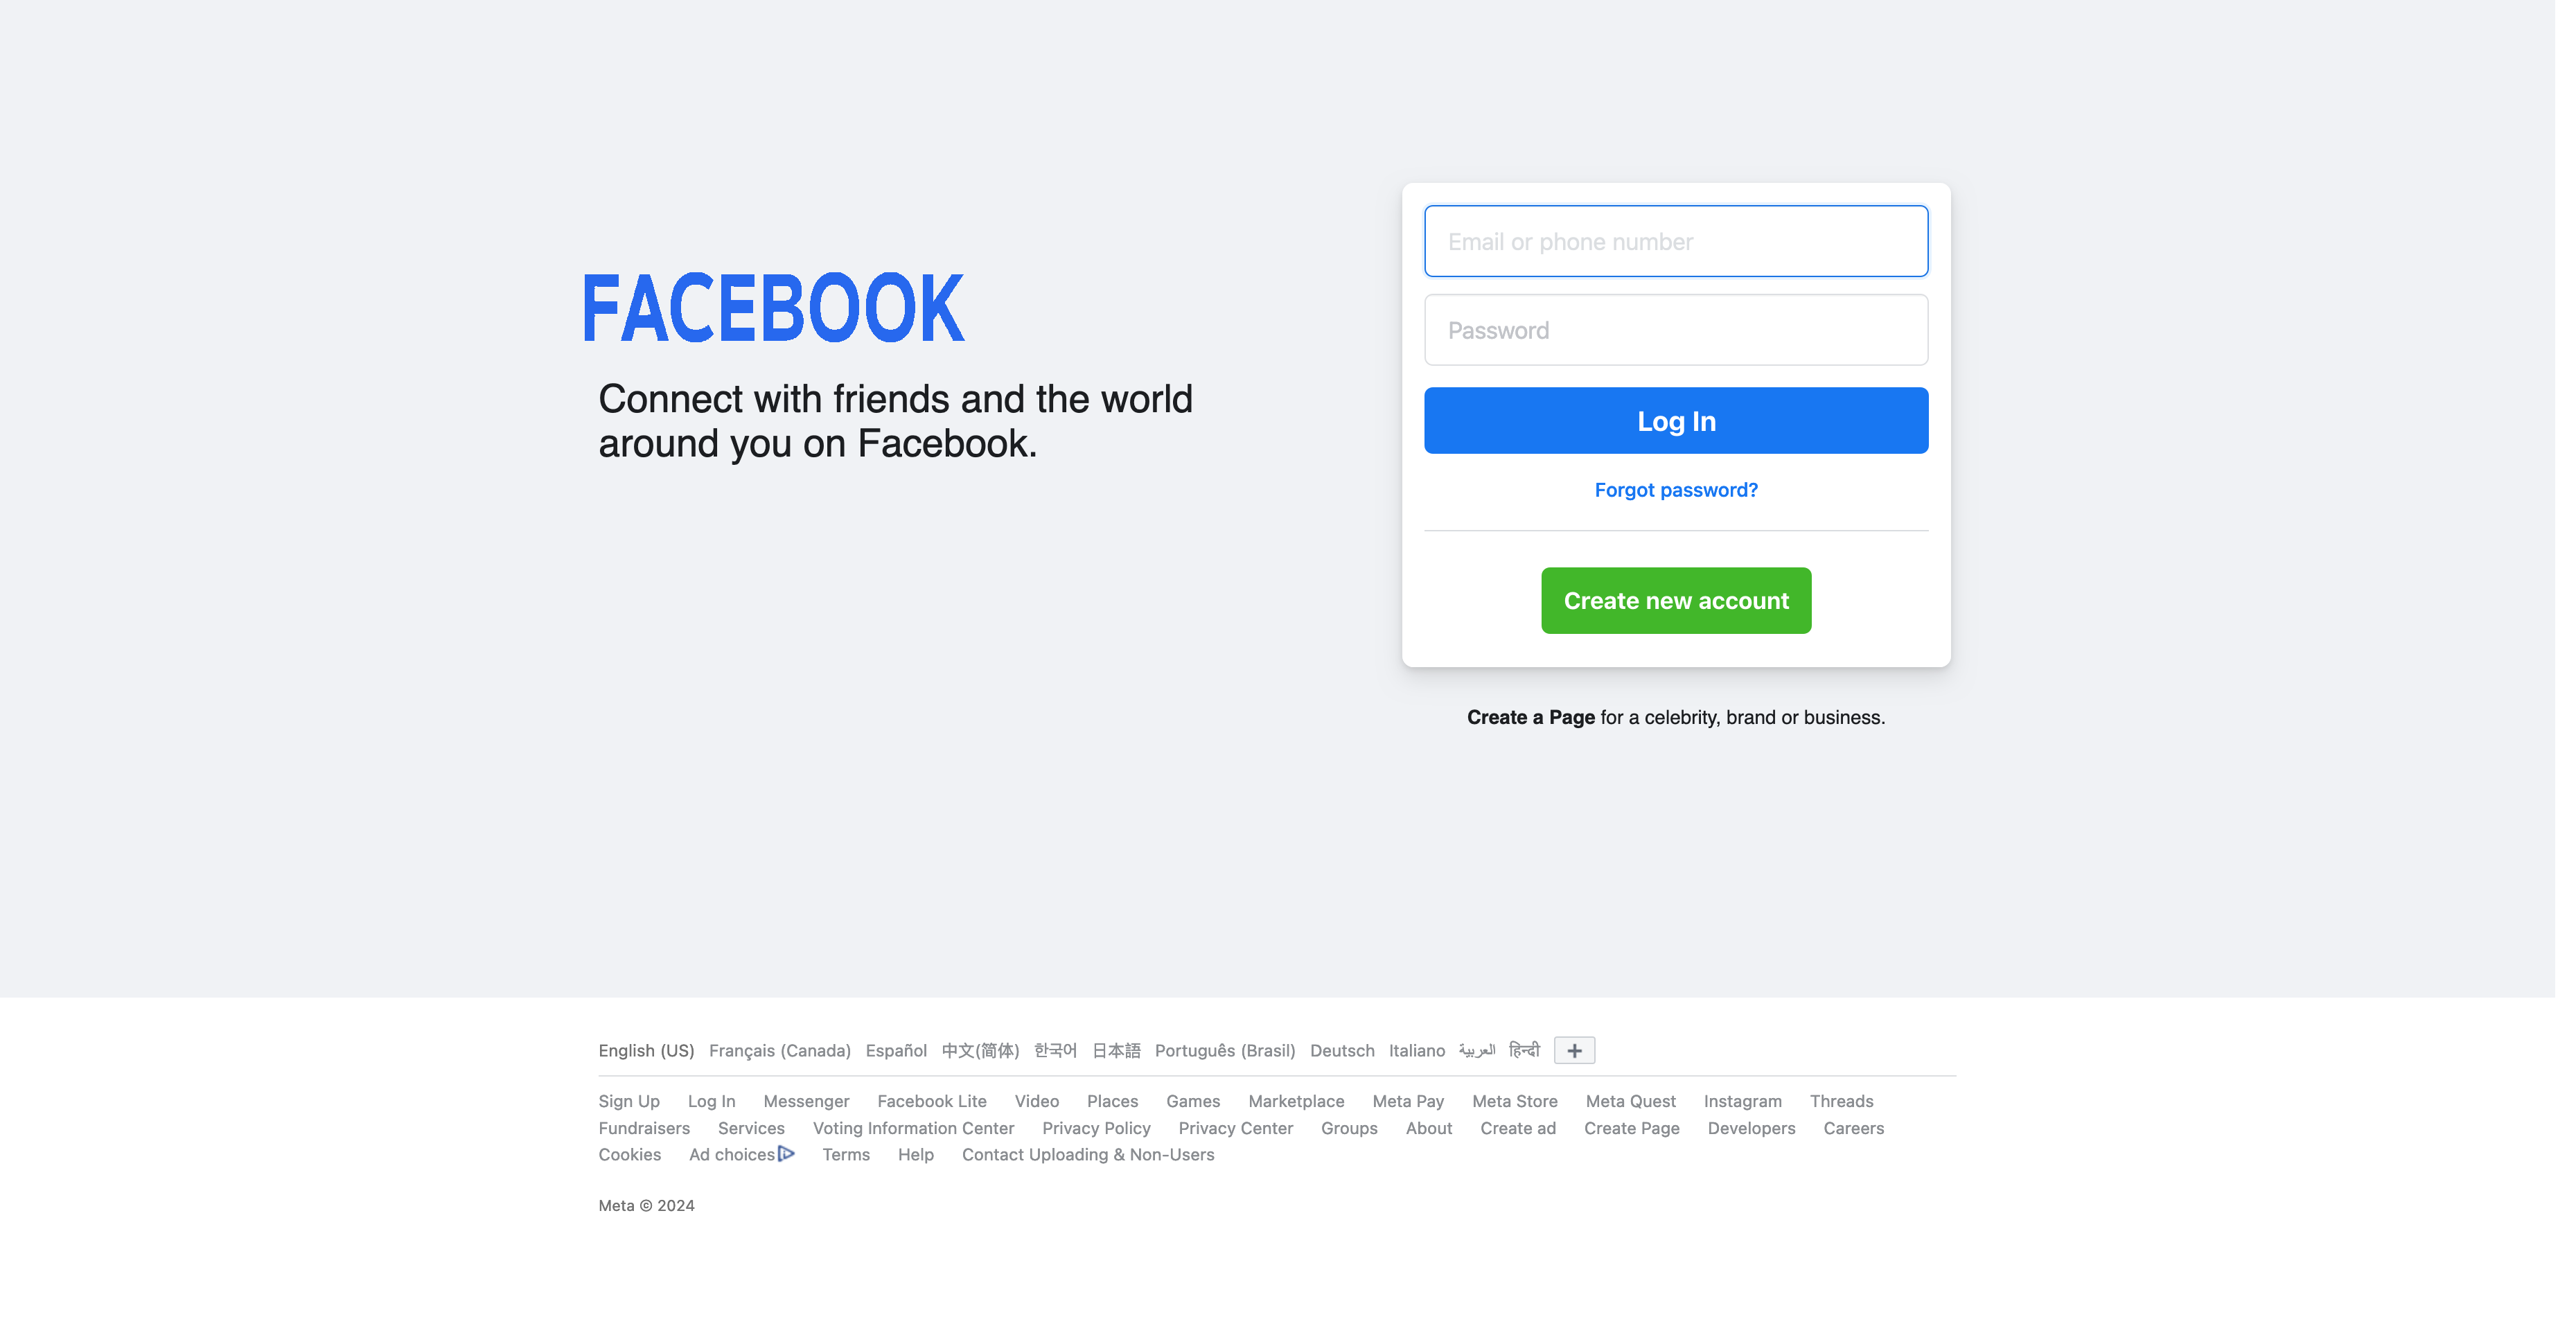 FACEBOOK
Connect with friends and the world
around you on Facebook.
Email or phone number
Password
Log In
Forgot password?
Create new account
Create a Page for a celebrity, brand or business.
English (US) Français (Canada) Español 中文(简体) 한국어 日本語 Português (Brasil) Deutsch Italiano العربية हिन्दी +
Sign Up Log In Messenger Facebook Lite Video Places Games Marketplace Meta Pay Meta Store Meta Quest Instagram Threads
Fundraisers Services Voting Information Center Privacy Policy Privacy Center Groups About Create ad Create Page Developers Careers
Cookies Ad choices Terms Help Contact Uploading & Non-Users
Meta © 2024